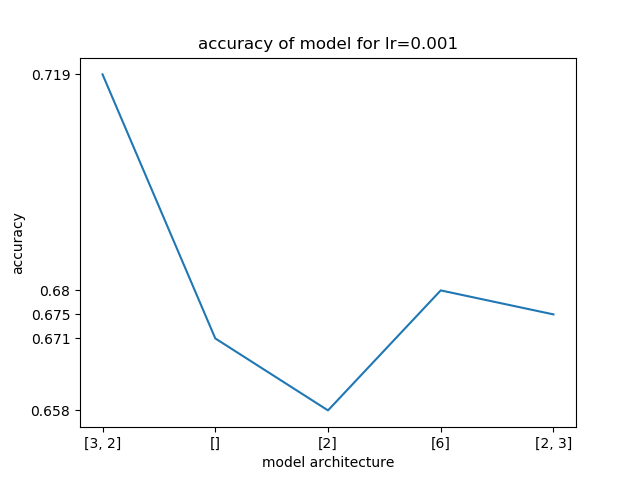 accuracy of model for lr=0.001
0.719
0.68
0.675
0.671
0.658
accuracy
[3, 2] [] [2] [6] [2, 3]
model architecture